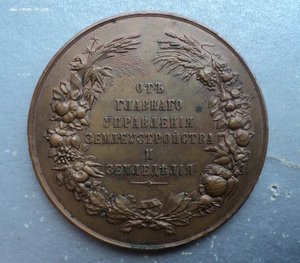 ОТЪ
ГЛАВНАГО
УПРАВЛЕНІЯ
ЗЕМЛЕУСТРОЙСТВА
И
ЗЕМЛЕДѢЛІЯ